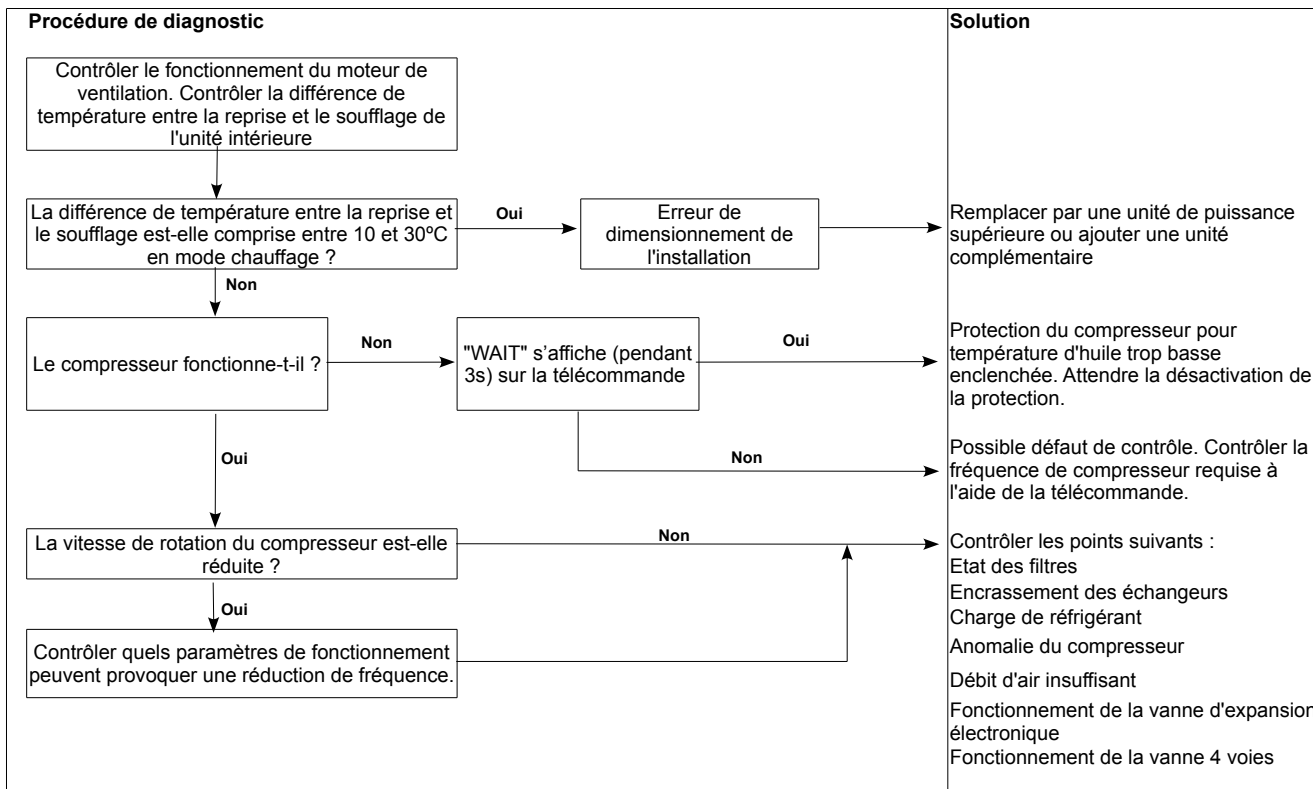 Procédure de diagnostic
Solution
Contrôler le fonctionnement du moteur de
ventilation. Contrôler la différence de
température entre la reprise et le soufflage de
l'unité intérieure
La différence de température entre la reprise et
le soufflage est-elle comprise entre 10 et 30ºC
en mode chauffage ?
Oui
Erreur de
dimensionnement de
l'installation
Remplacer par une unité de puissance
supérieure ou ajouter une unité
complémentaire
Non
Le compresseur fonctionne-t-il ?
Non
"WAIT" s’affiche (pendant
3s) sur la télécommande
Oui
Protection du compresseur pour
température d'huile trop basse
enclenchée. Attendre la désactivation de
la protection.
Non
Possible défaut de contrôle. Contrôler la
fréquence de compresseur requise à
l'aide de la télécommande.
Oui
La vitesse de rotation du compresseur est-elle
réduite ?
Non
Contrôler les points suivants :
Etat des filtres
Encrassement des échangeurs
Charge de réfrigérant
Anomalie du compresseur
Débit d'air insuffisant
Fonctionnement de la vanne d'expansion
électronique
Fonctionnement de la vanne 4 voies
Oui
Contrôler quels paramètres de fonctionnement
peuvent provoquer une réduction de fréquence.